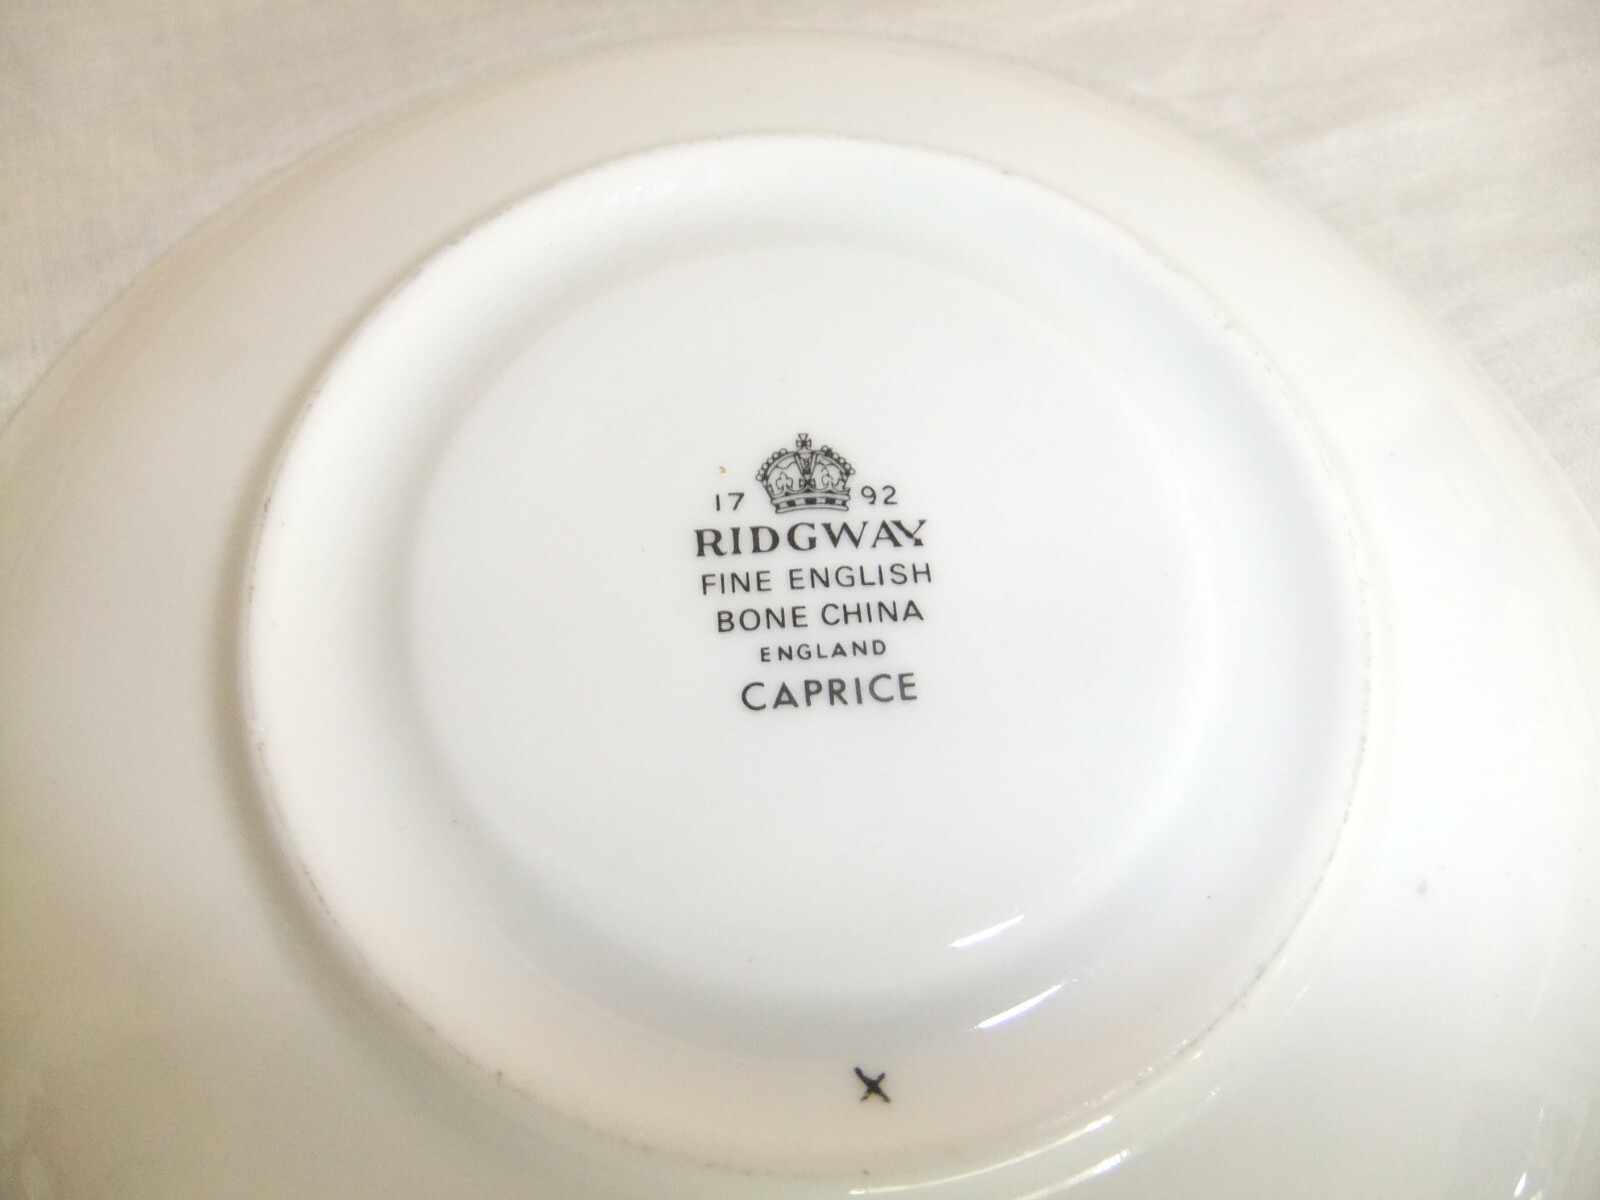 17 92
RIDGWAY
FINE ENGLISH
BONE CHINA
ENGLAND
CAPRICE
X